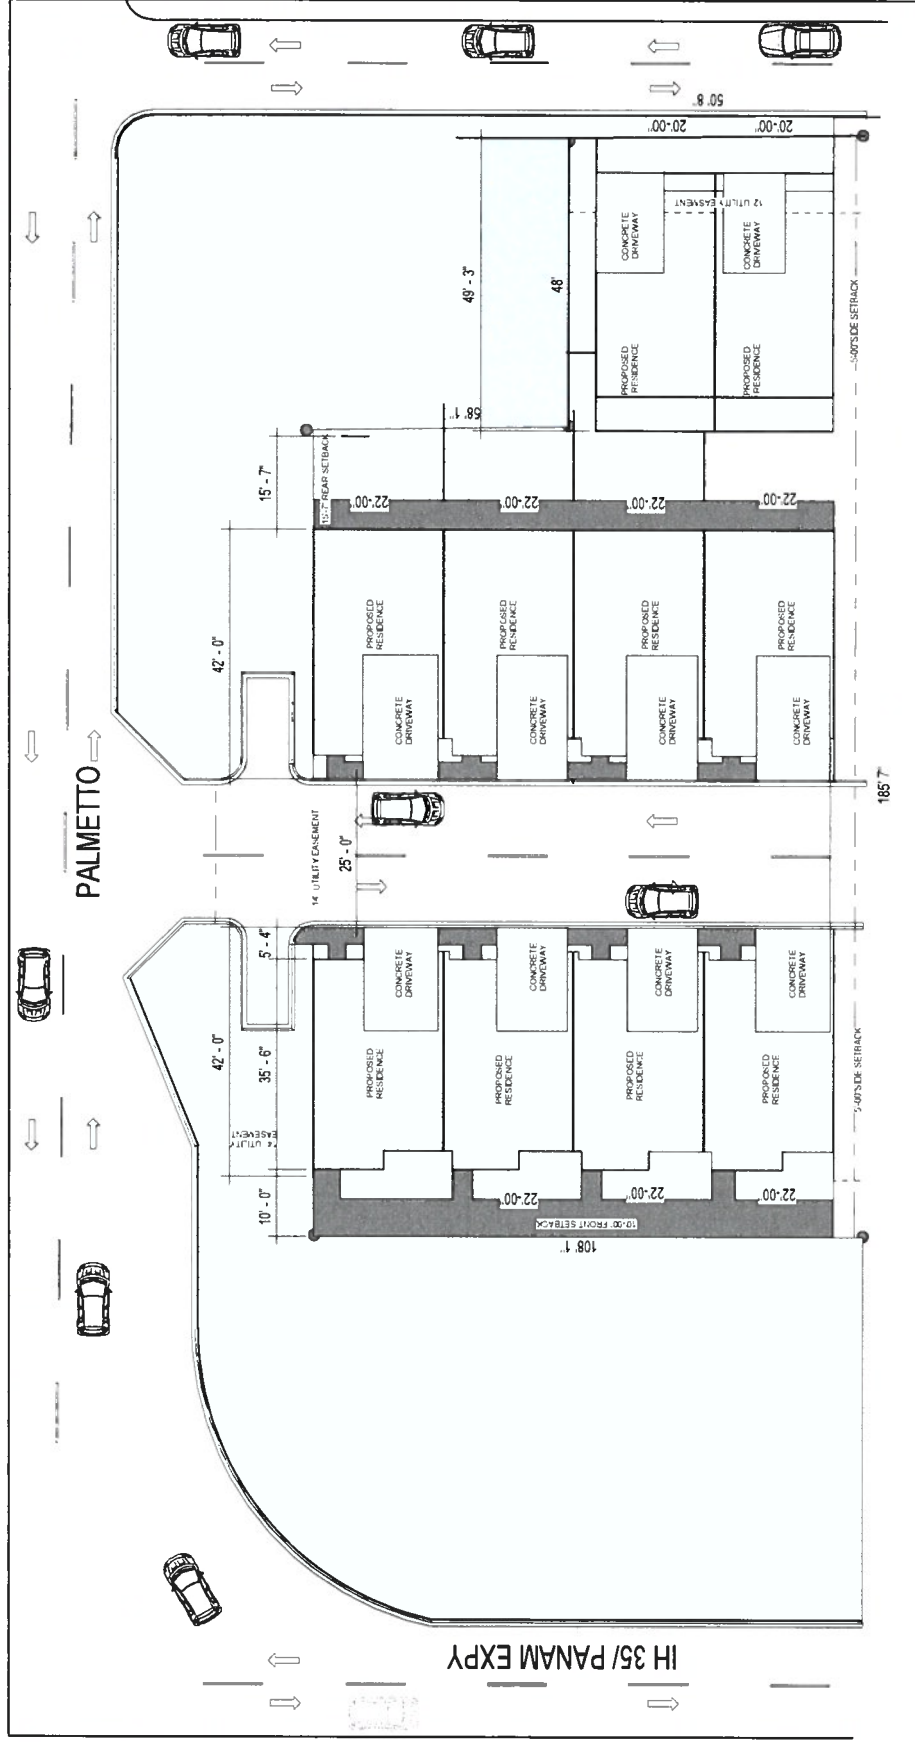 50' 8"
20'-00"
20'-00"
12 UTILITY EASEMENT
CONCRETE
DRIVEWAY
CONCRETE
DRIVEWAY
49' - 3"
48'
PROPOSED
RESIDENCE
PROPOSED
RESIDENCE
5'-00" SIDE SETBACK
58' 1"
15' - 7"
15'-7" REAR SETBACK
22'-00"
22'-00"
22'-00"
22'-00"
42' - 0"
PROPOSED
RESIDENCE
PROPOSED
RESIDENCE
PROPOSED
RESIDENCE
PROPOSED
RESIDENCE
CONCRETE
DRIVEWAY
CONCRETE
DRIVEWAY
CONCRETE
DRIVEWAY
CONCRETE
DRIVEWAY
PALMETTO
14' UTILITY EASEMENT
25' - 0"
185' 7"
5' - 4"
CONCRETE
DRIVEWAY
CONCRETE
DRIVEWAY
CONCRETE
DRIVEWAY
CONCRETE
DRIVEWAY
42' - 0"
35' - 6"
PROPOSED
RESIDENCE
PROPOSED
RESIDENCE
PROPOSED
RESIDENCE
PROPOSED
RESIDENCE
5'-00" SIDE SETBACK
UTILITY
EASEMENT
10' - 0"
22'-00"
22'-00"
22'-00"
10'-00" FRONT SETBACK
108' 1"
IH 35/ PANAM EXPY